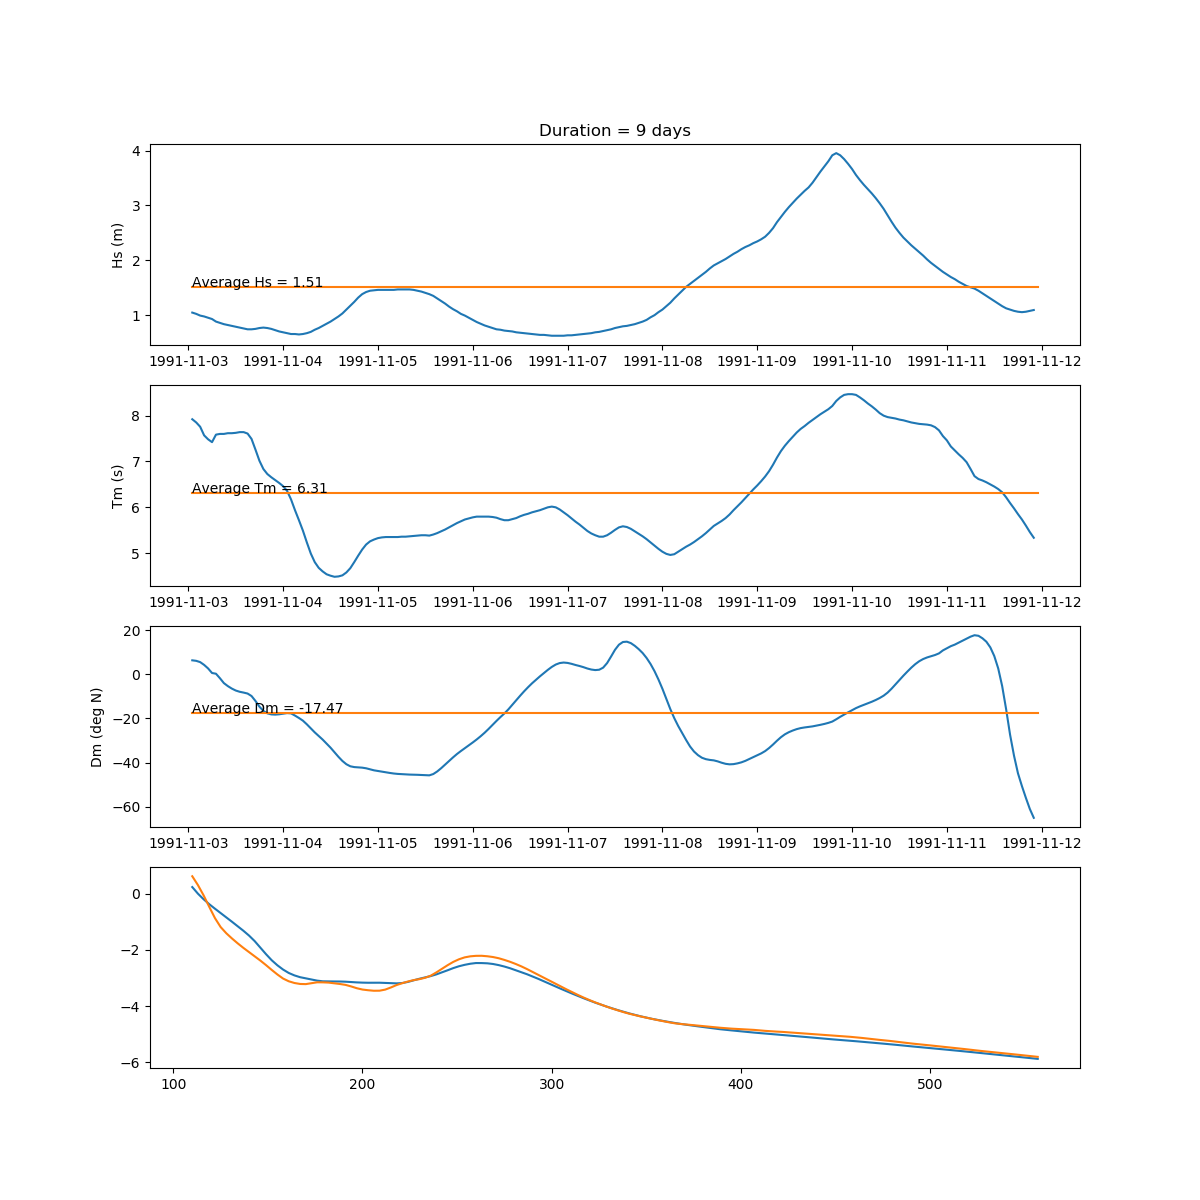 Duration = 9 days
4
3
2
1
Hs (m)
Average Hs = 1.51
1991-11-03 1991-11-04 1991-11-05 1991-11-06 1991-11-07 1991-11-08 1991-11-09 1991-11-10 1991-11-11 1991-11-12
8
7
6
5
Tm (s)
Average Tm = 6.31
1991-11-03 1991-11-04 1991-11-05 1991-11-06 1991-11-07 1991-11-08 1991-11-09 1991-11-10 1991-11-11 1991-11-12
20
0
−20
−40
−60
Dm (deg N)
Average Dm = -17.47
1991-11-03 1991-11-04 1991-11-05 1991-11-06 1991-11-07 1991-11-08 1991-11-09 1991-11-10 1991-11-11 1991-11-12
0
−2
−4
−6
100 200 300 400 500